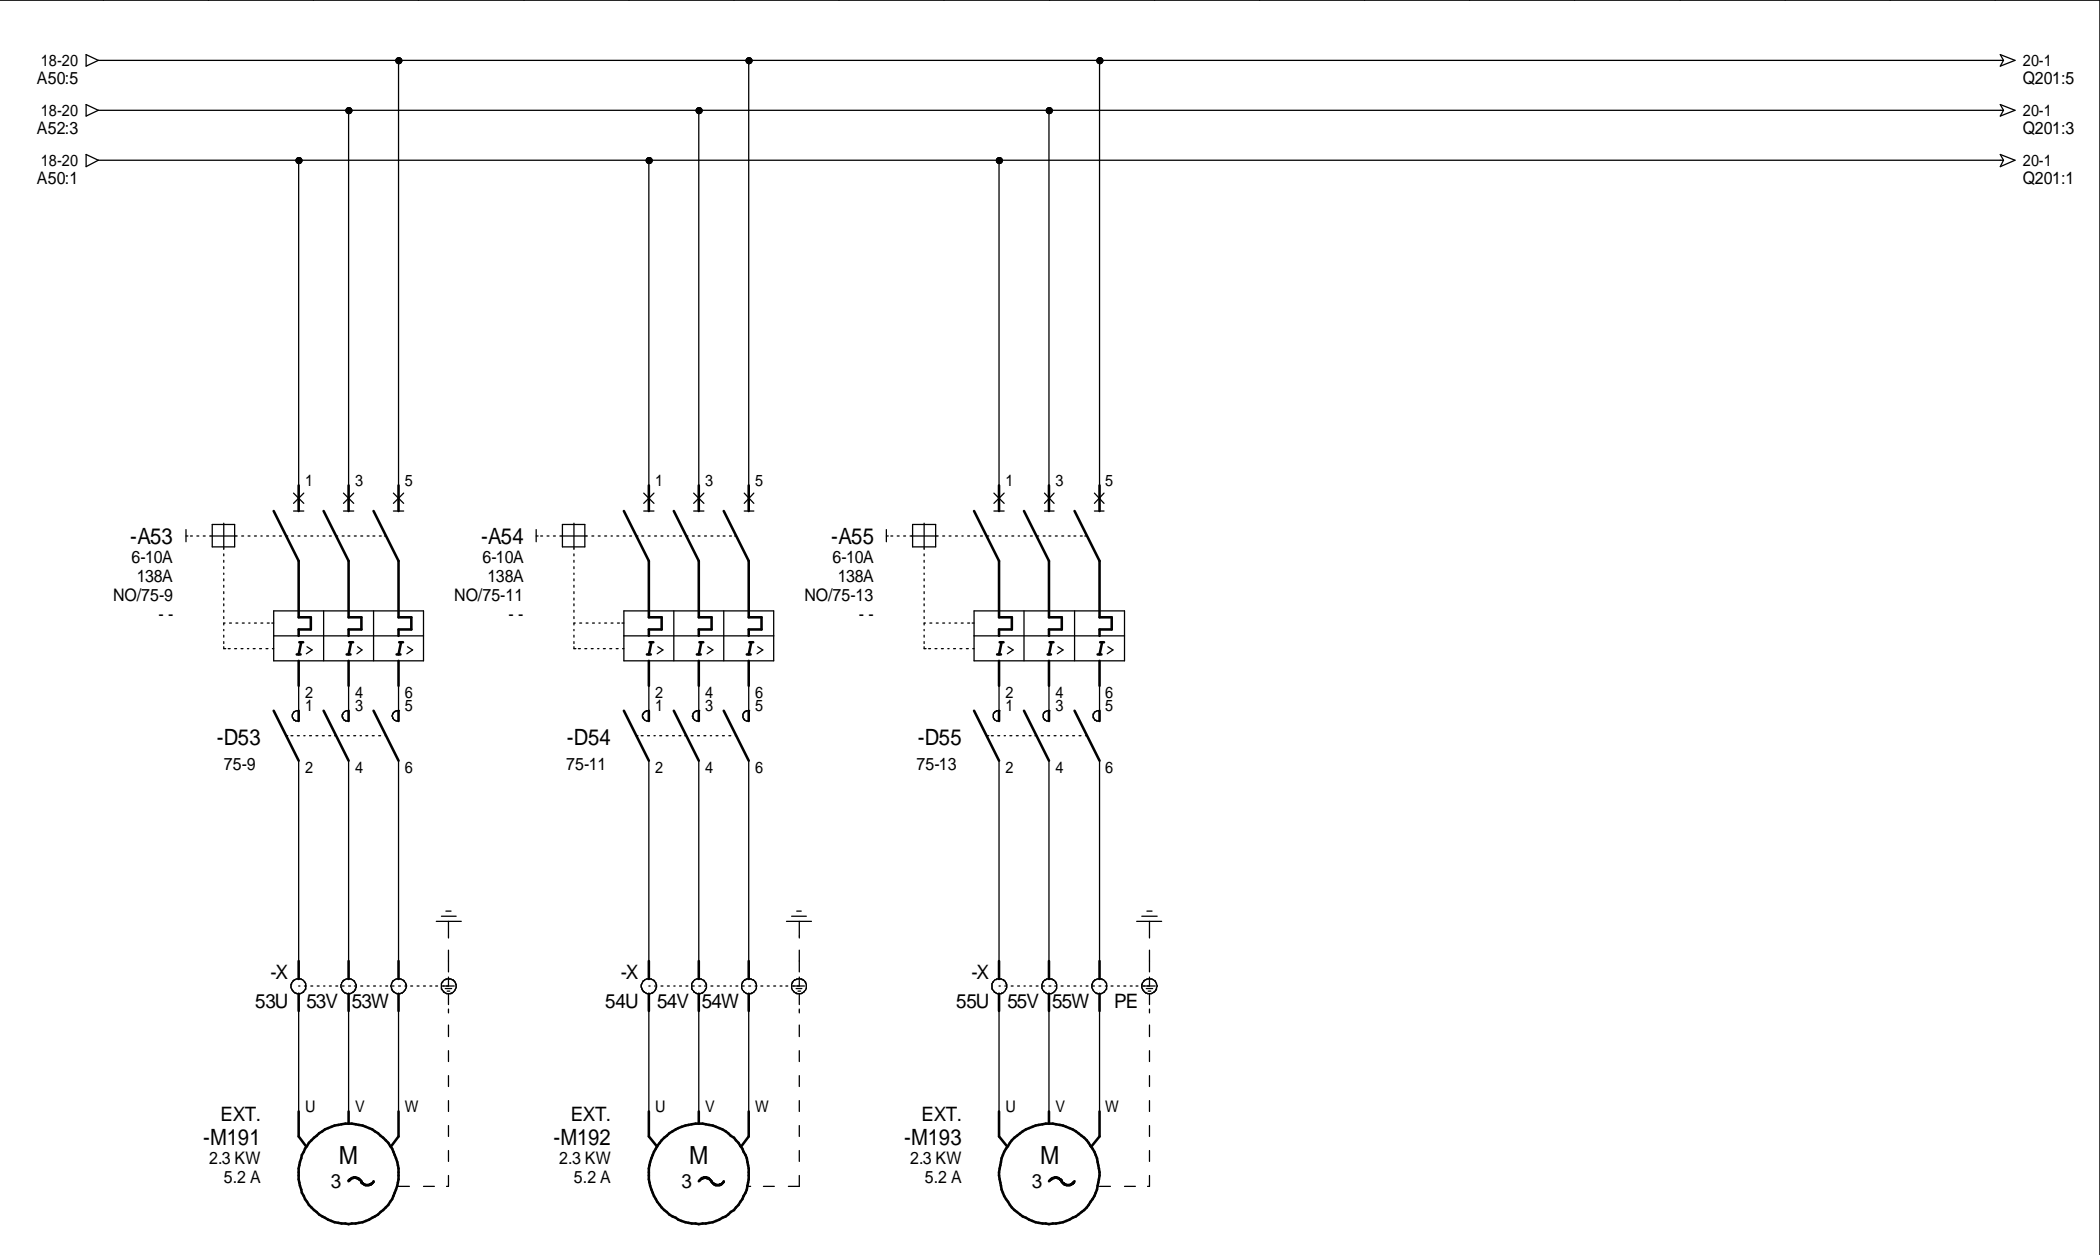 18-20
A50:5
20-1
Q201:5
18-20
A52:3
20-1
Q201:3
18-20
A50:1
20-1
Q201:1
1 3 5
1 3 5
1 3 5
-A53
6-10A
138A
NO/75-9
- -
-A54
6-10A
138A
NO/75-11
- -
-A55
6-10A
138A
NO/75-13
- -
I> I> I>
I> I> I>
I> I> I>
2 4 6
1 3 5
2 4 6
1 3 5
2 4 6
1 3 5
-D53
75-9
2 4 6
-D54
75-11
2 4 6
-D55
75-13
2 4 6
-X
53U 53V 53W
-X
54U 54V 54W
-X
55U 55V 55W PE
U V W
EXT.
-M191
2.3 KW
5.2 A
M
3 ~
U V W
EXT.
-M192
2.3 KW
5.2 A
M
3 ~
U V W
EXT.
-M193
2.3 KW
5.2 A
M
3 ~